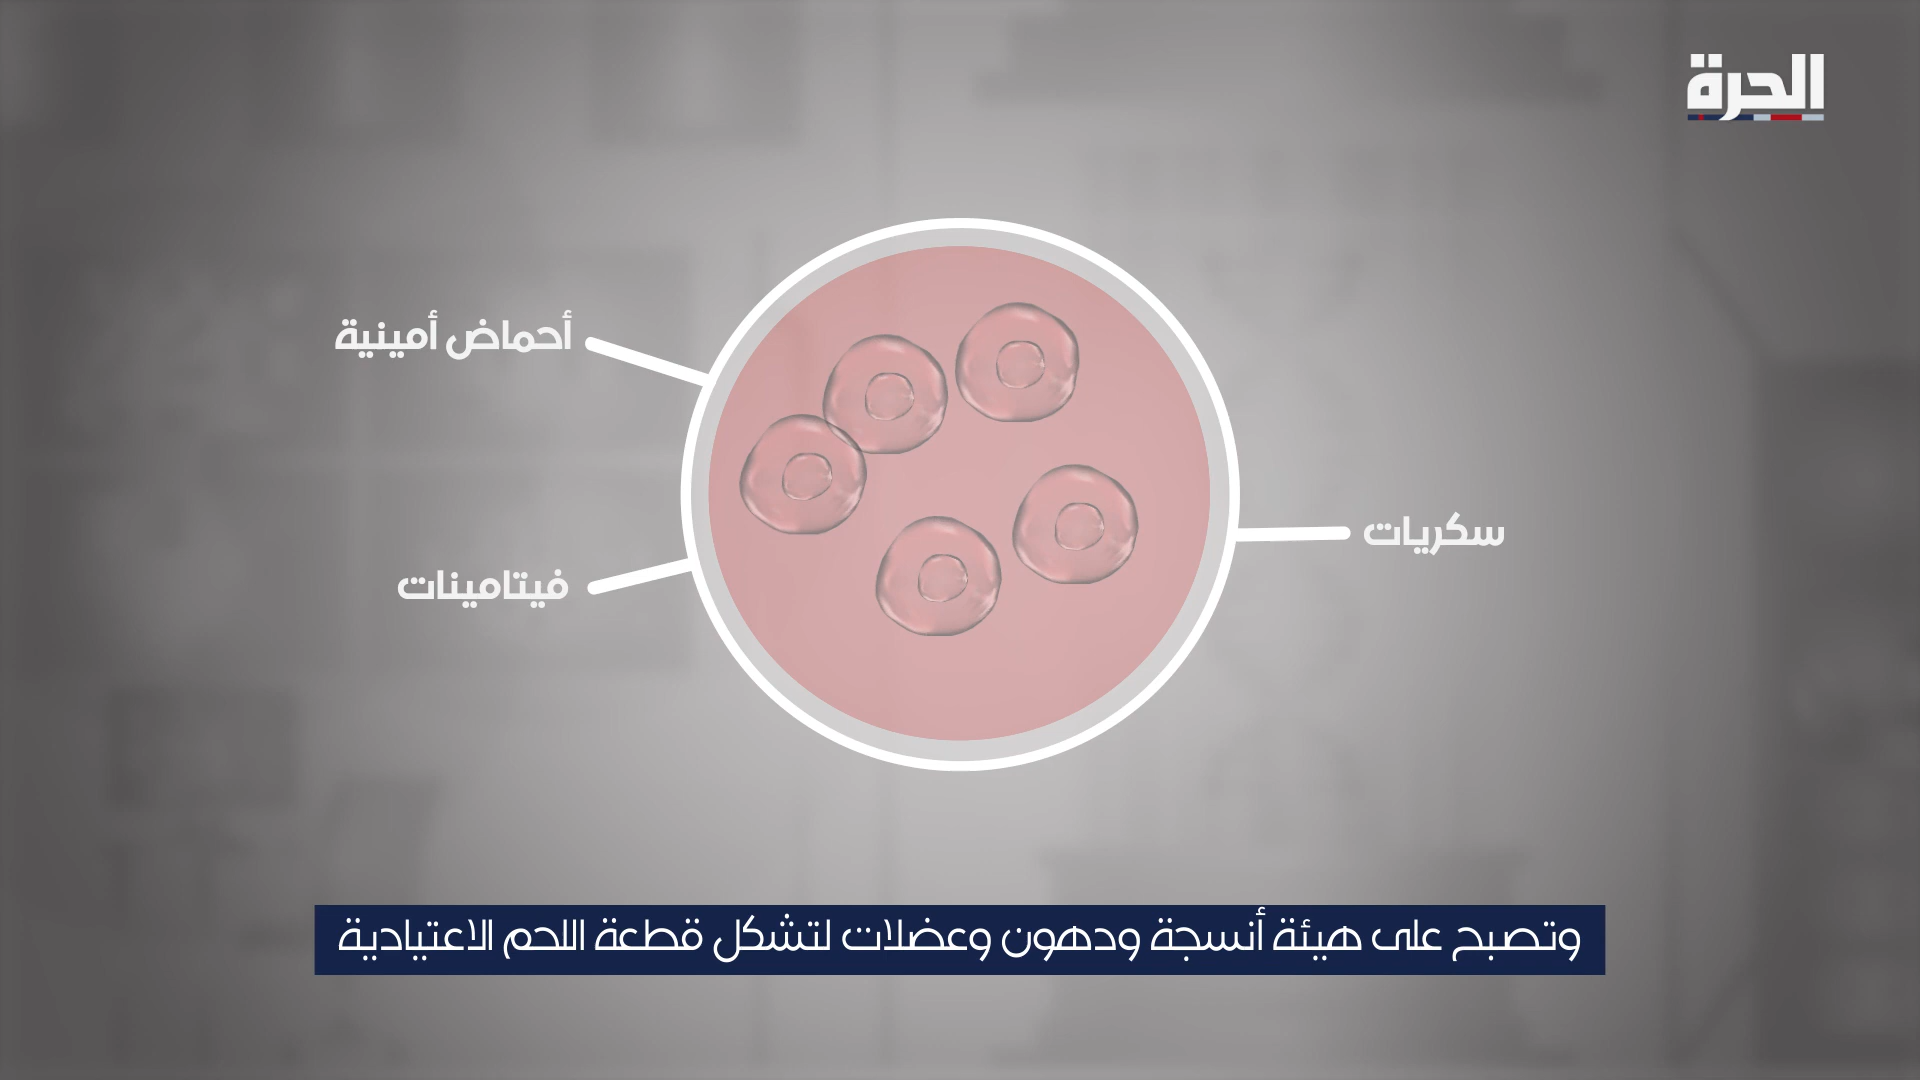 الحرة
أحماض أمينية
سكريات
فيتامينات
وتصبح على هيئة أنسجة ودهون وعضلات لتشكل قطعة اللحم الاعتيادية